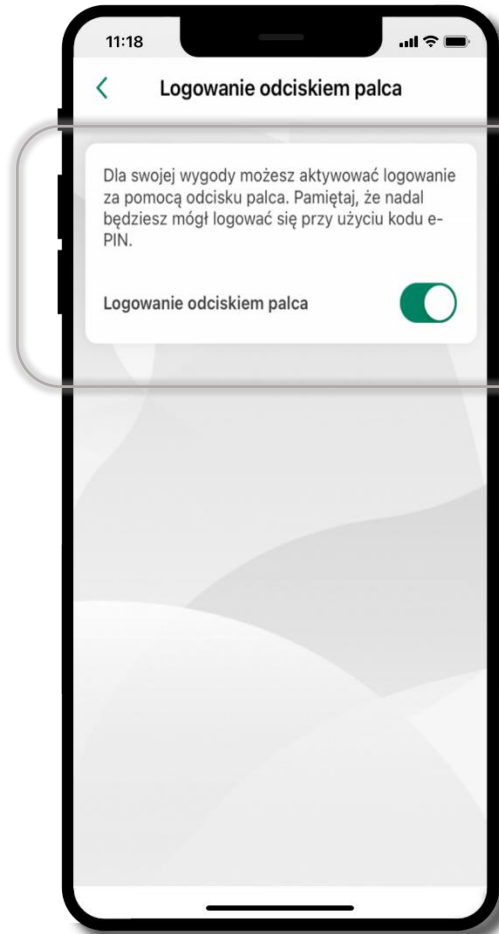 11:18
Logowanie odciskiem palca
Dla swojej wygody możesz aktywować logowanie
za pomocą odcisku palca. Pamiętaj, że nadal
będziesz mógł logować się przy użyciu kodu e-
PIN.
Logowanie odciskiem palca